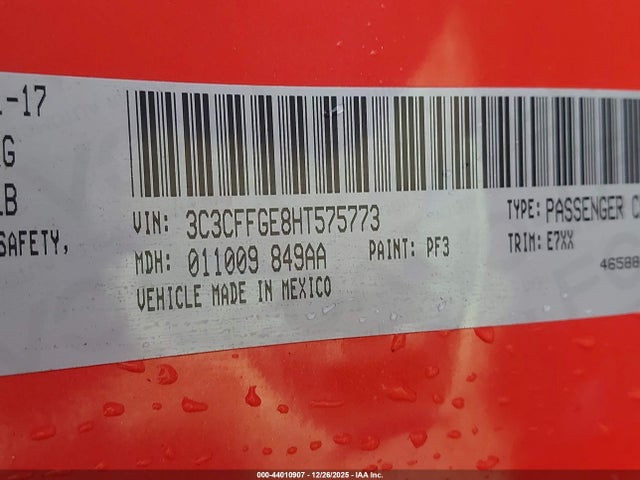 -17
G
LB
SAFETY,
VIN: 3C3CFFGE8HT575773
MDH: 011009 849AA
PAINT: PF3
VEHICLE MADE IN MEXICO
TYPE: PASSENGER
TRIM: E7XX
46588
000-44010907 - 12/26/2025 - IAA Inc.